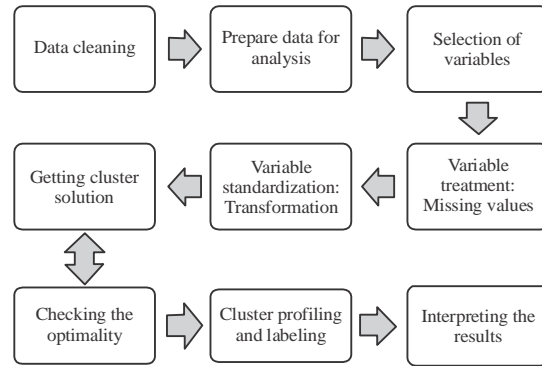 Data cleaning
Prepare data for
analysis
Selection of
variables
Variable
treatment:
Missing values
Variable
standardization:
Transformation
Getting cluster
solution
Checking the
optimality
Cluster profiling
and labeling
Interpreting the
results